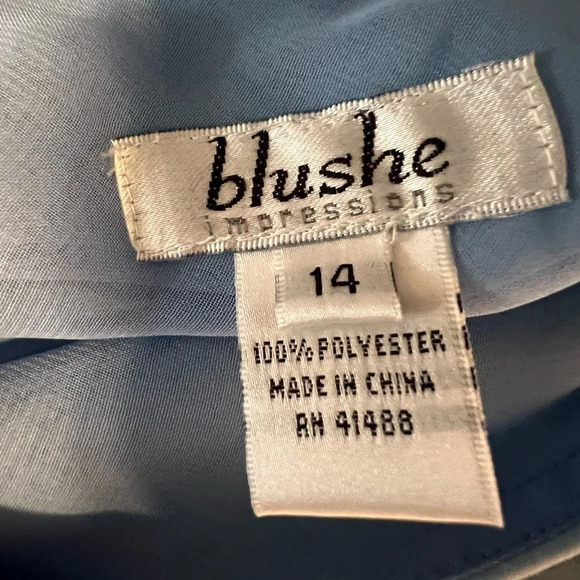 blushe
impressions
14
100% POLYESTER
MADE IN CHINA
RN 41488